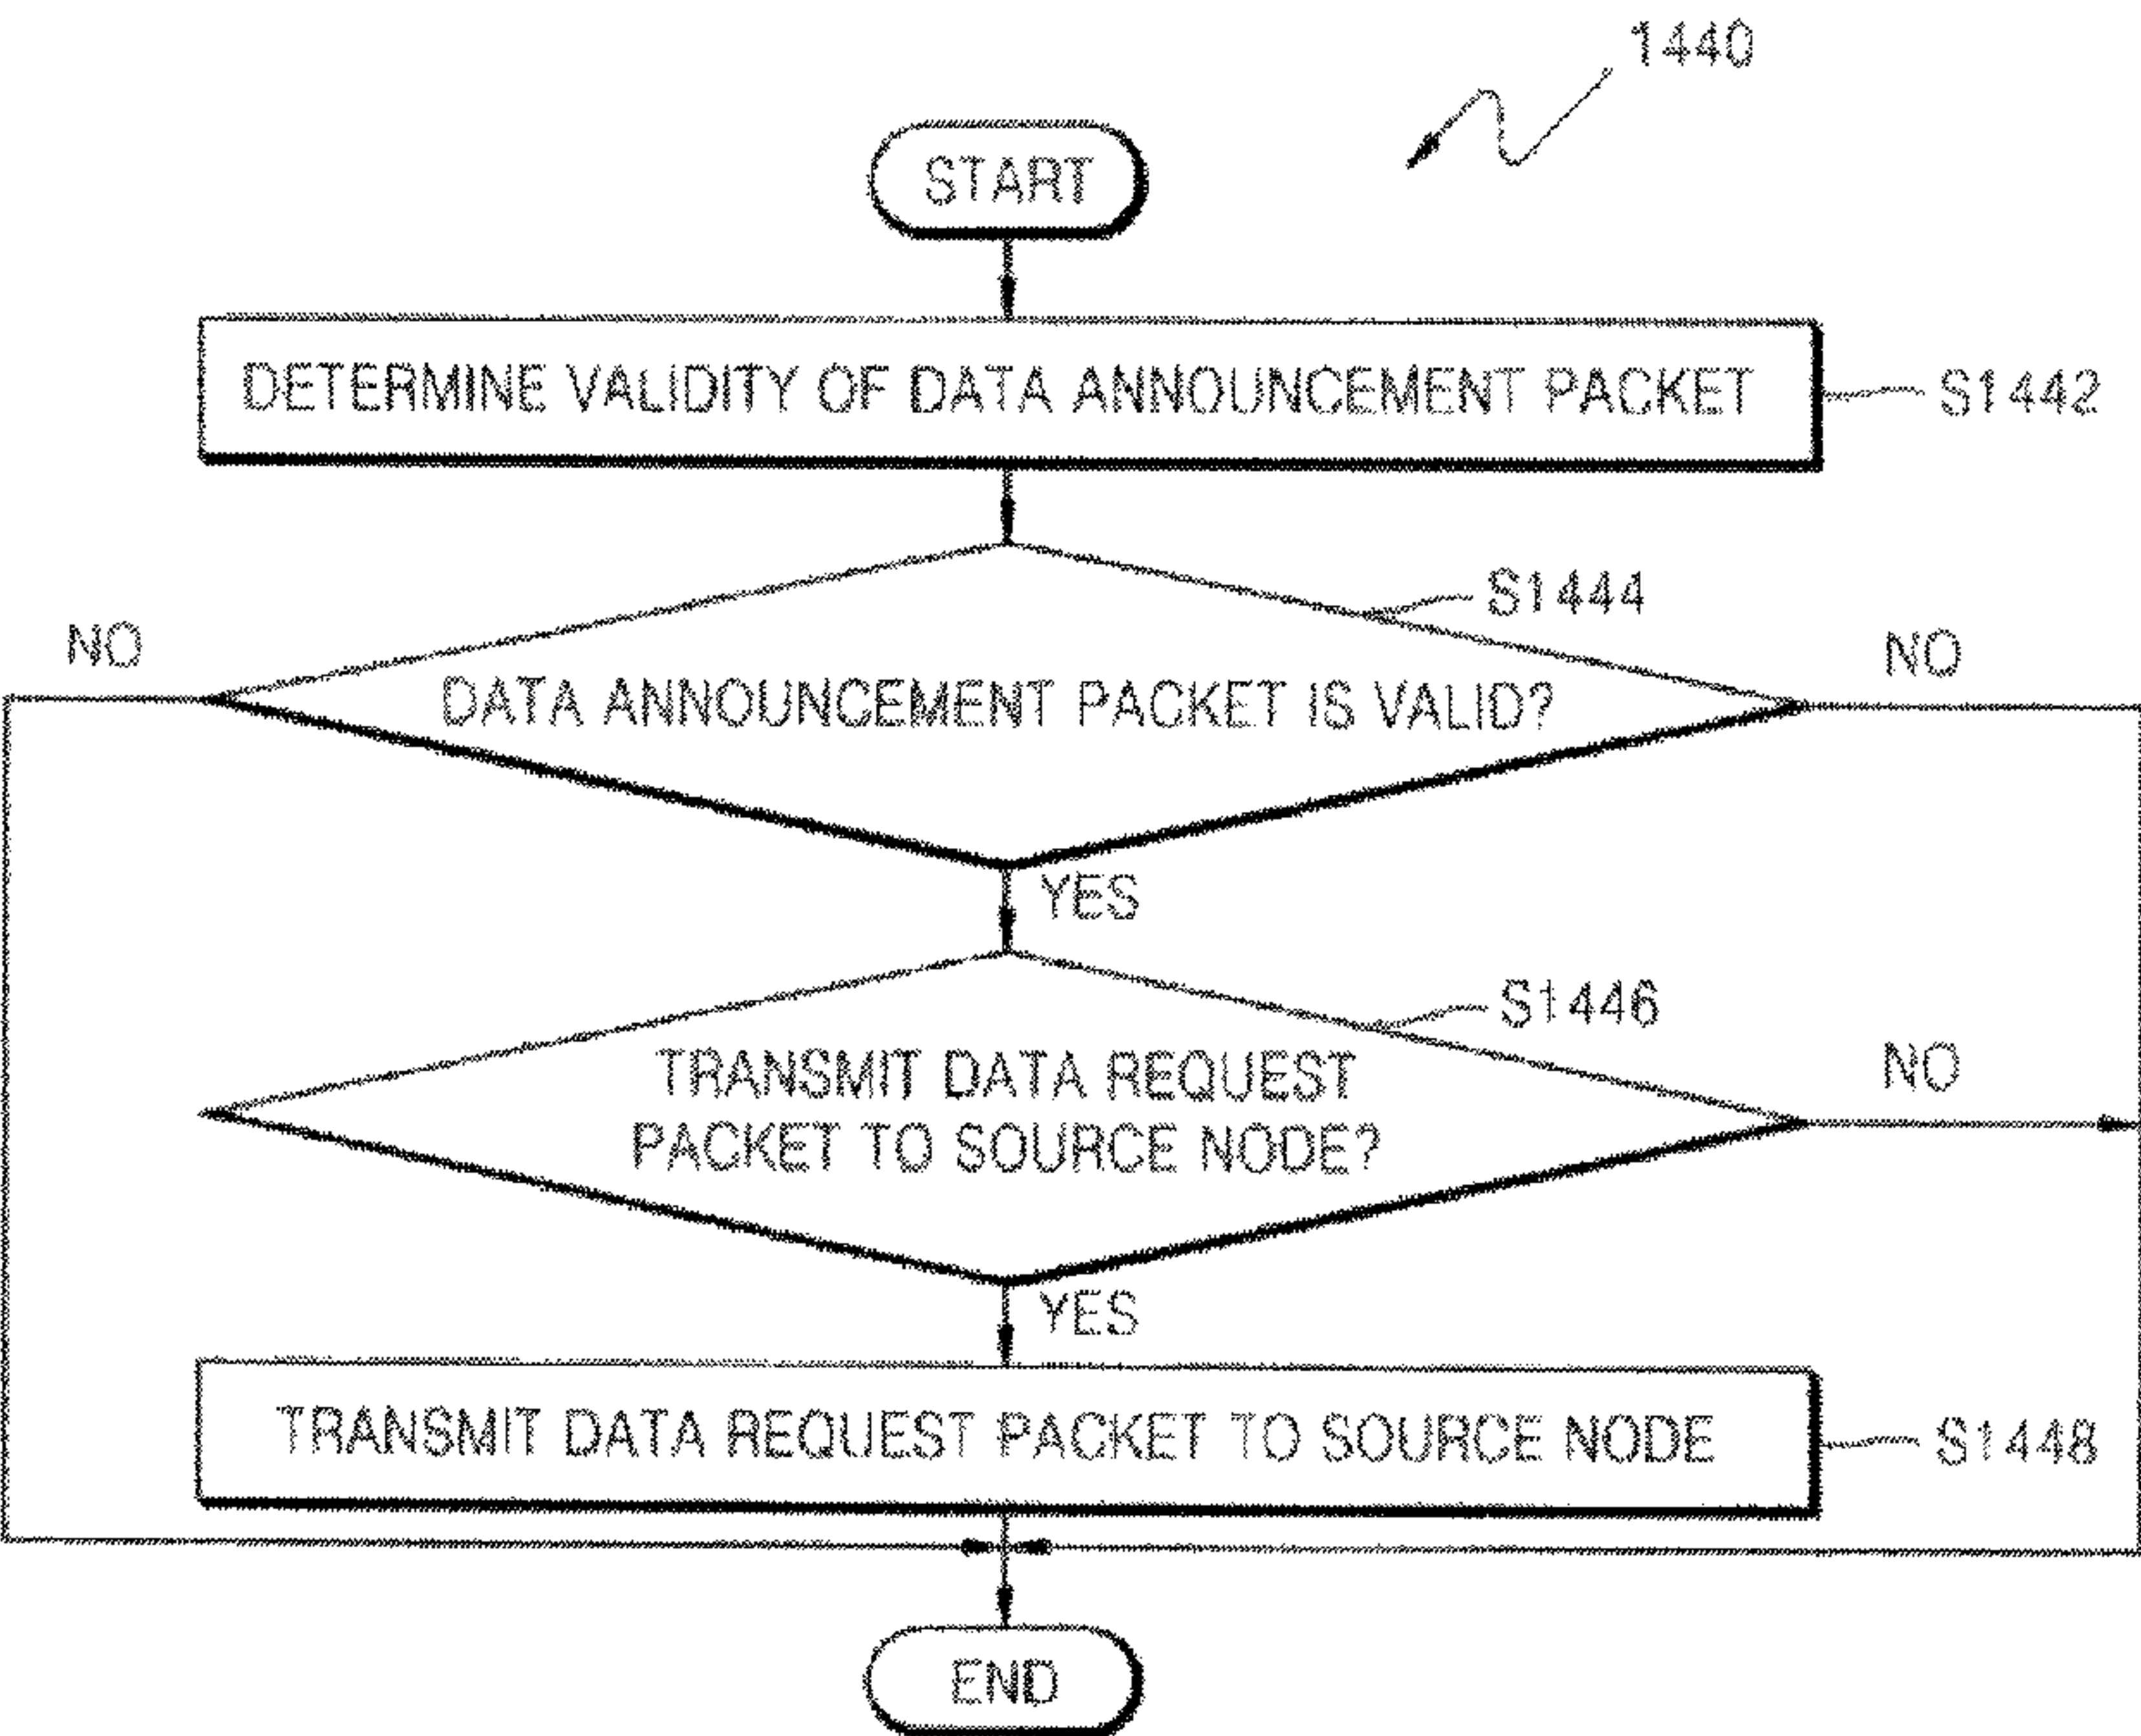 1440
START
DETERMINE VALIDITY OF DATA ANNOUNCEMENT PACKET
S1442
S1444
NO
NO
DATA ANNOUNCEMENT PACKET IS VALID?
YES
S1446
TRANSMIT DATA REQUEST
NO
PACKET TO SOURCE NODE?
YES
TRANSMIT DATA REQUEST PACKET TO SOURCE NODE
S1448
END